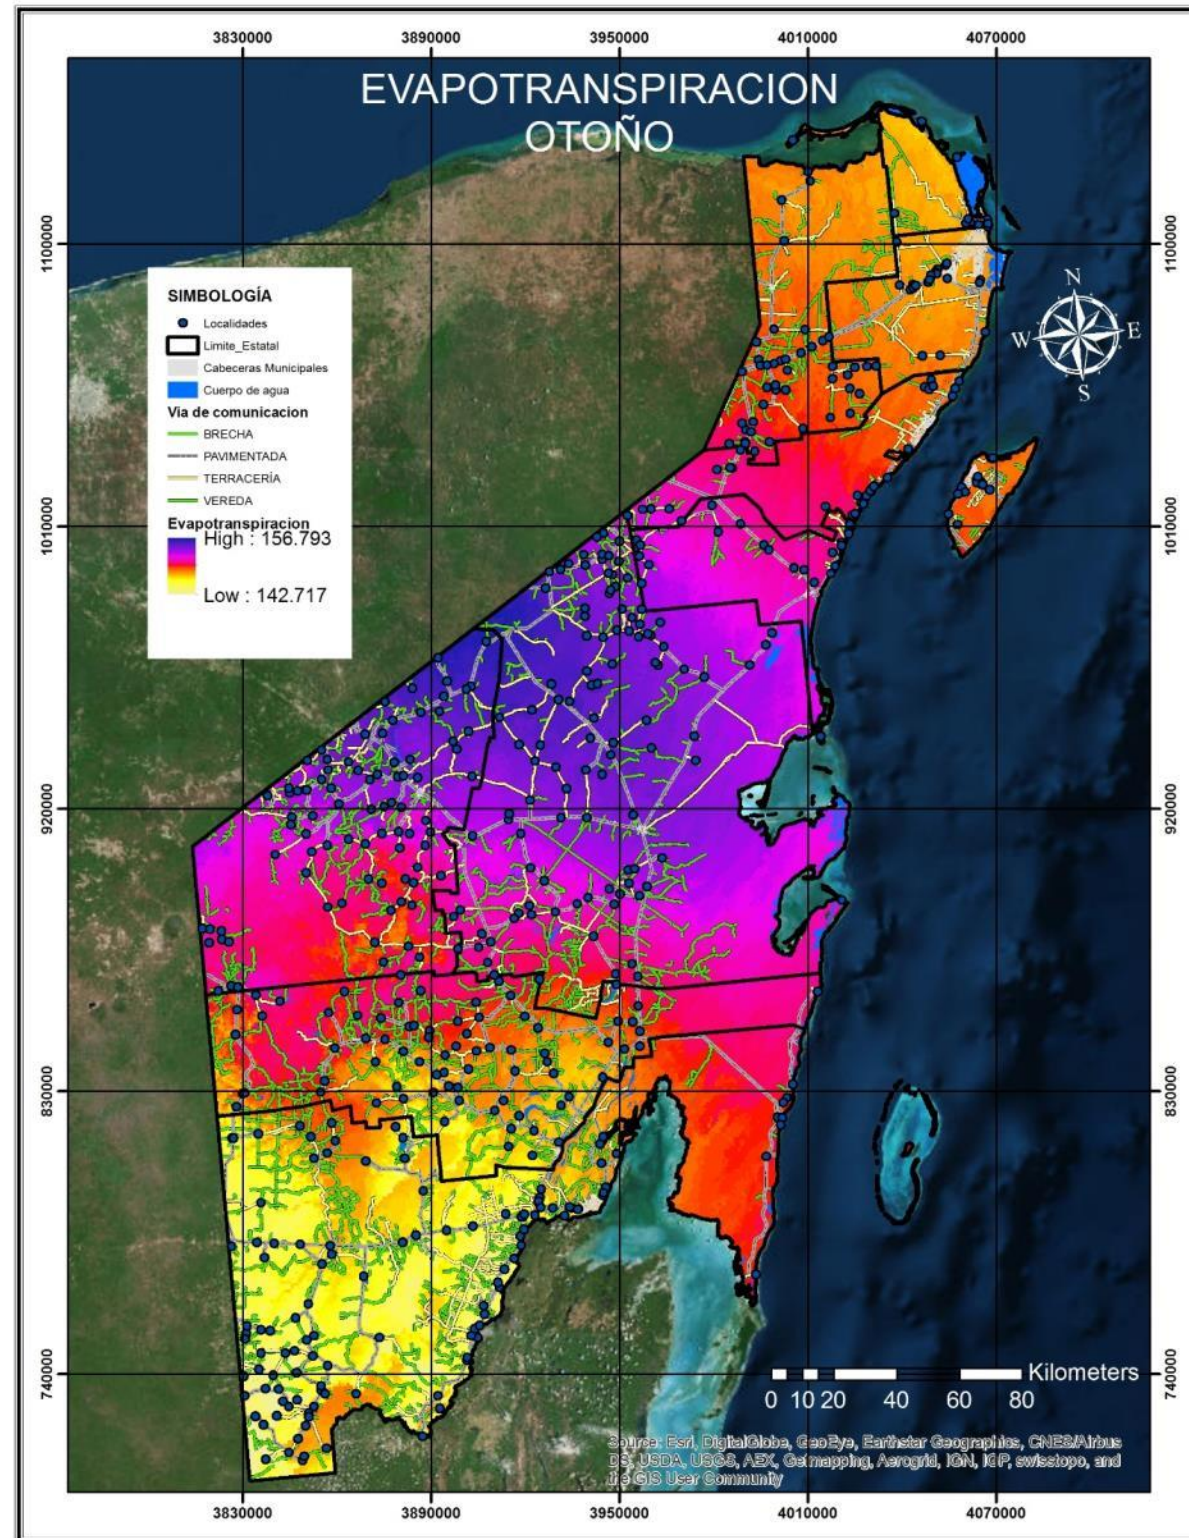 3830000 3890000 3950000 4010000 4070000
EVAPOTRANSPIRACION
OTOÑO
1100000 1100000
SIMBOLOGÍA
Localidades
Limite_Estatal
Cabeceras Municipales
Cuerpo de agua
Via de comunicacion
BRECHA
PAVIMENTADA
TERRACERÍA
VEREDA
Evapotranspiracion
High : 156.793
Low : 142.717
N
W E
S
1010000 1010000
920000 920000
830000 830000
740000 740000
Kilometers
0 10 20 40 60 80
Source: Esri, DigitalGlobe, GeoEye, Earthstar Geographics, CNES/Airbus
DS, USDA, USGS, AEX, Getmapping, Aerogrid, IGN, IGP, swisstopo, and
the GIS User Community
3830000 3890000 3950000 4010000 4070000